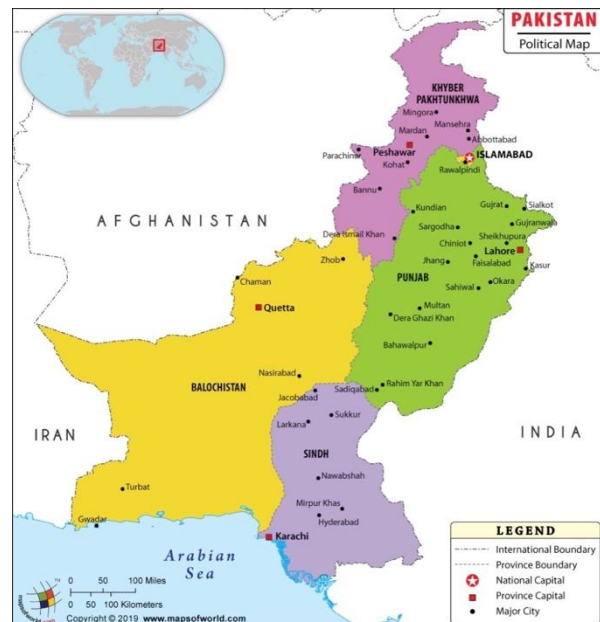 PAKISTAN
Political Map
KHYBER
PAKHTUNKHWA
Mingora
Mansehra
Mardan
Abbottabad
Peshawar
Parachinar
ISLAMABAD
Kohat
Rawalpindi
Bannu
Kundian
Gujrat
Sialkot
AFGHANISTAN
Sargodha
Gujranwala
Dera Ismail Khan
Chiniot
Sheikhupura
Lahore
Zhob
Jhang
Faisalabad
Kasur
PUNJAB
Chaman
Sahiwal
Okara
Quetta
Multan
Dera Ghazi Khan
Bahawalpur
Nasirabad
BALOCHISTAN
Jacobabad
Sadiqabad
Rahim Yar Khan
Larkana
Sukkur
IRAN
INDIA
SINDH
Nawabshah
Turbat
Mirpur Khas
Hyderabad
Gwadar
Karachi
Arabian
Sea
LEGEND
International Boundary
Province Boundary
National Capital
Province Capital
Major City
0 50 100 Miles
0 50 100 Kilometers
Copyright © 2019 www.mapsofworld.com
mapsofworld